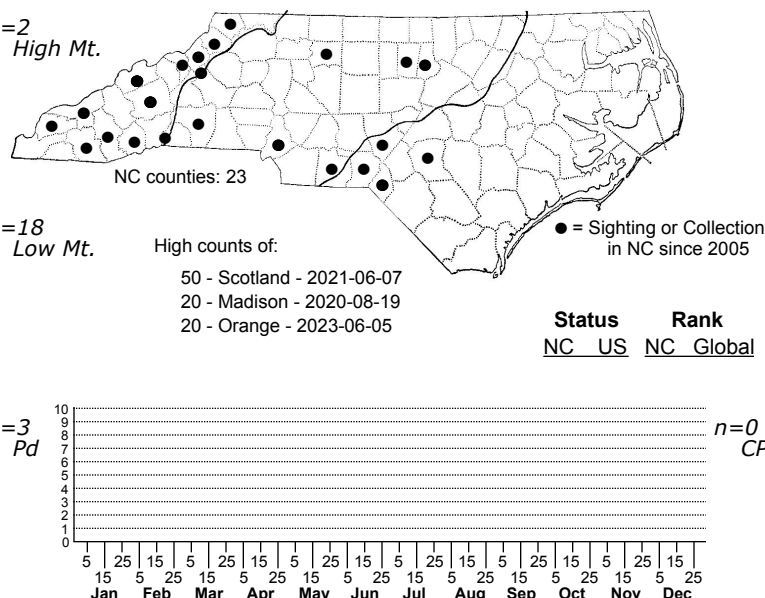 =2
High Mt.
NC counties: 23
=18
Low Mt.
High counts of:
50 - Scotland - 2021-06-07
20 - Madison - 2020-08-19
20 - Orange - 2023-06-05
● = Sighting or Collection
in NC since 2005
Status Rank
NC US NC Global
=3
Pd
n=0
CP
10
9
8
7
6
5
4
3
2
1
0
5 25 15 5 25 15 5 25 15 5 25 15 5 25 15 5 25 15
15 5 25 15 5 25 15 5 25 15 5 25 15 5 25 15 5 25
Jan Feb Mar Apr May Jun Jul Aug Sep Oct Nov Dec